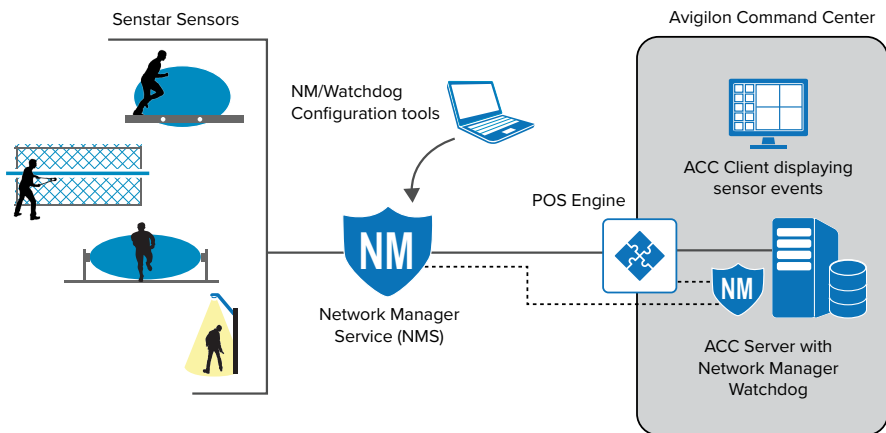 Senstar Sensors
Avigilon Command Center
NM/Watchdog
Configuration tools
ACC Client displaying
sensor events
POS Engine
NM
NM
Network Manager
Service (NMS)
ACC Server with
Network Manager
Watchdog